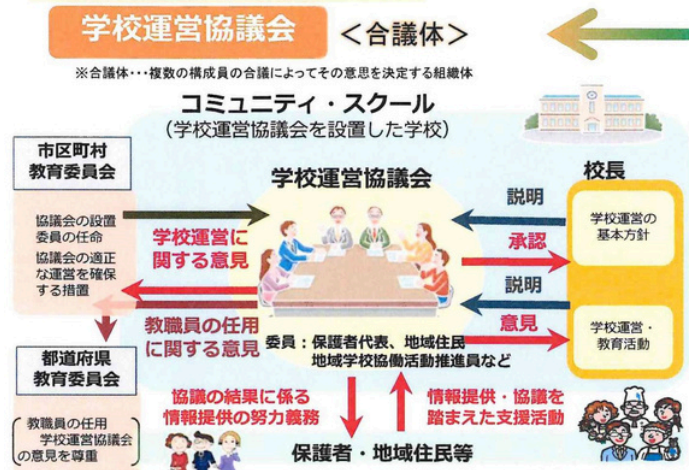 学校運営協議会 <合議体>
※合議体・・・複数の構成員の合議によってその意思を決定する組織体
コミュニティ・スクール
(学校運営協議会を設置した学校)
市区町村
教育委員会
協議会の設置
委員の任命
協議会の適正
な運営を確保
する措置
学校運営協議会
校長
説明
学校運営の
基本方針
承認
学校運営に
関する意見
説明
意見
学校運営・
教育活動
教職員の任用
に関する意見
委員:保護者代表、地域住民
地域学校協働活動推進員など
都道府県
教育委員会
教職員の任用
学校運営協議会
の意見を尊重
協議の結果に係る
情報提供の努力義務
情報提供・協議を
踏まえた支援活動
保護者・地域住民等